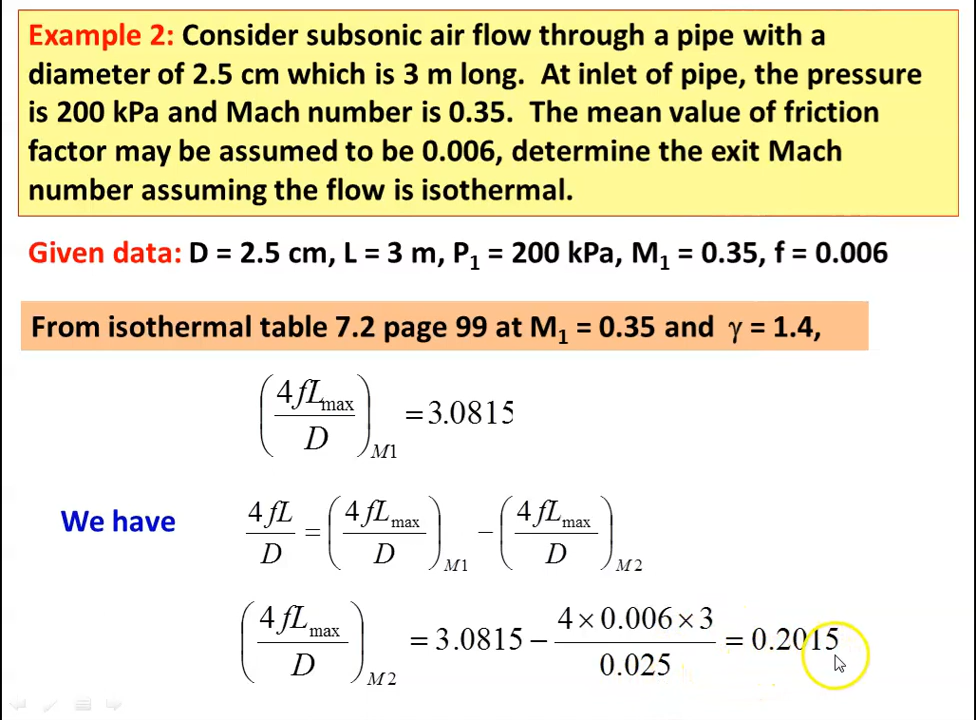 Example 2: Consider subsonic air flow through a pipe with a
diameter of 2.5 cm which is 3 m long. At inlet of pipe, the pressure
is 200 kPa and Mach number is 0.35. The mean value of friction
factor may be assumed to be 0.006, determine the exit Mach
number assuming the flow is isothermal.
Given data: D = 2.5 cm, L = 3 m, P₁ = 200 kPa, M₁ = 0.35, f = 0.006
From isothermal table 7.2 page 99 at M₁ = 0.35 and γ = 1.4,
(4fL_max / D)_M1 = 3.0815
We have 4fL / D = (4fL_max / D)_M1 − (4fL_max / D)_M2
(4fL_max / D)_M2 = 3.0815 − 4×0.006×3 / 0.025 = 0.2015